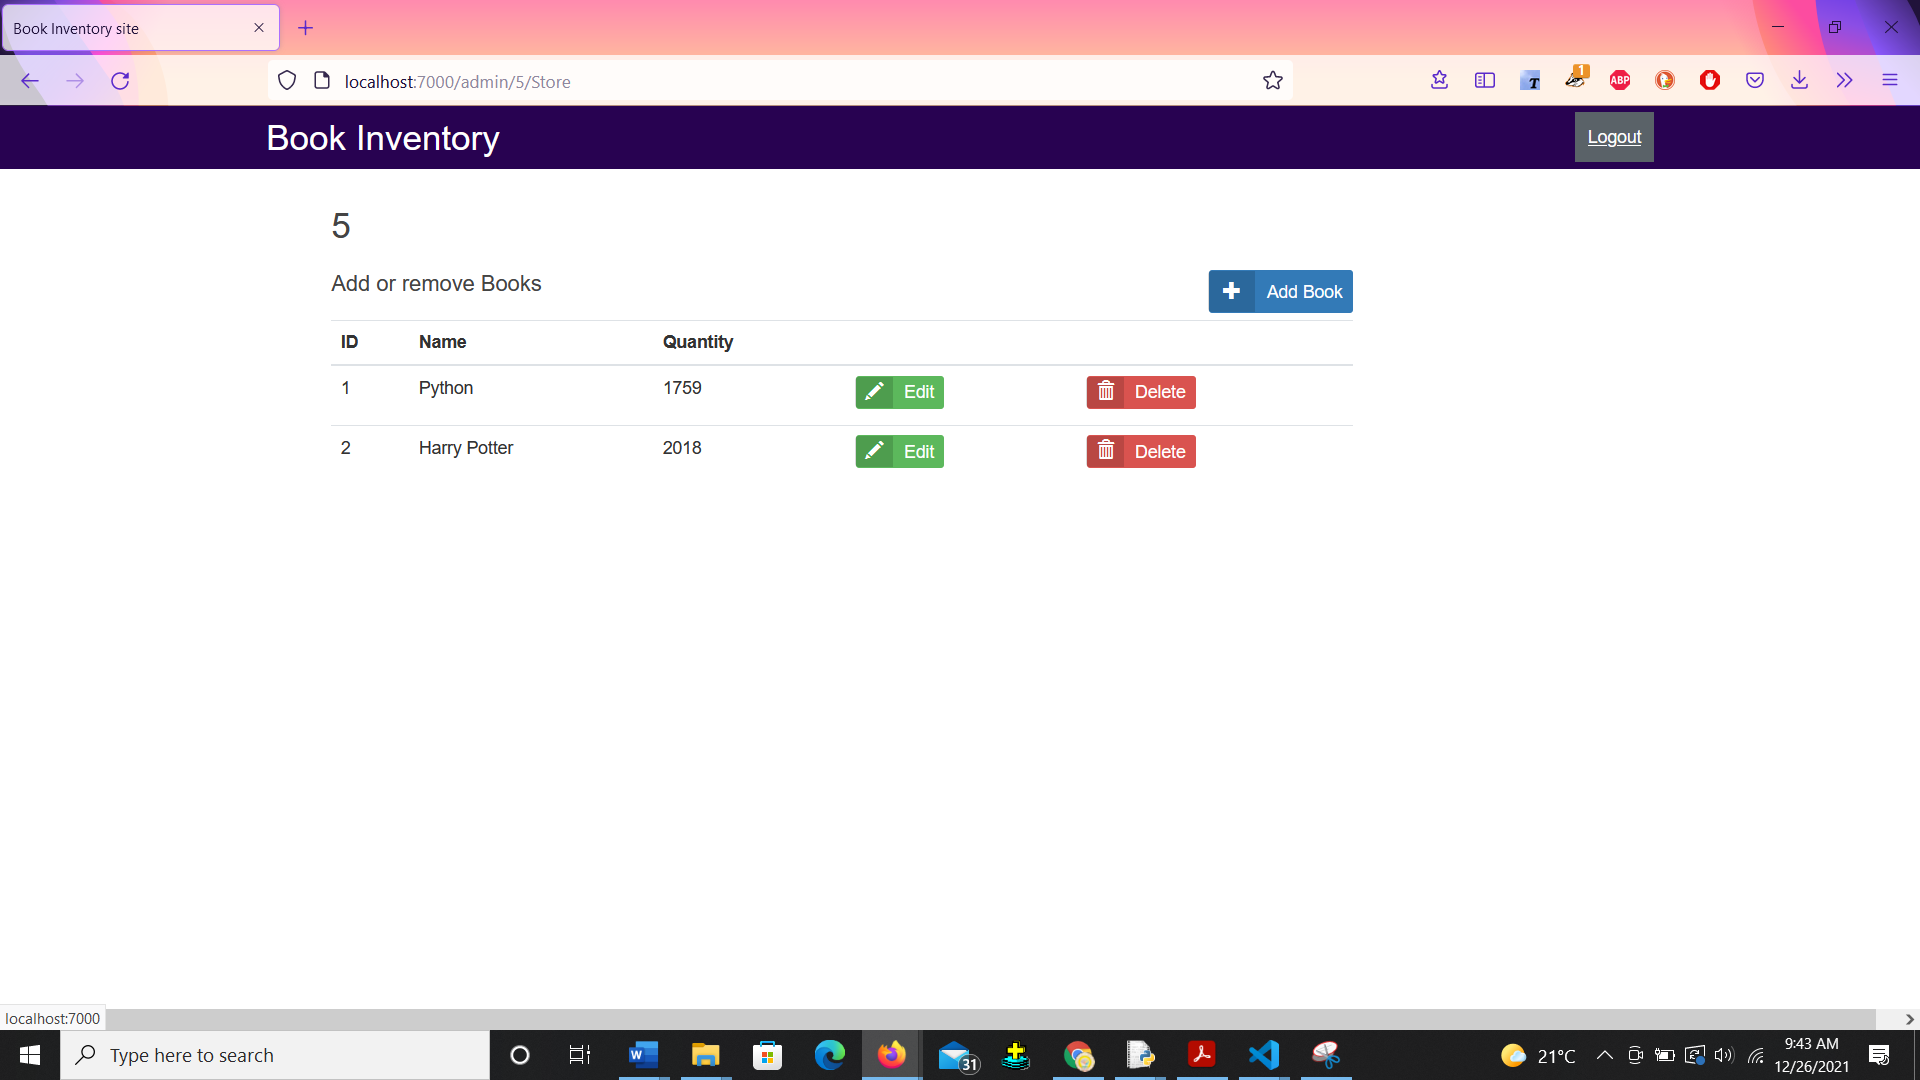 Book Inventory site
localhost:7000/admin/5/Store
1
T
ABP
Book Inventory
Logout
5
Add or remove Books
Add Book
ID Name Quantity
1 Python 1759 Edit Delete
2 Harry Potter 2018 Edit Delete
localhost:7000
Type here to search
W
31
21°C
9:43 AM
12/26/2021